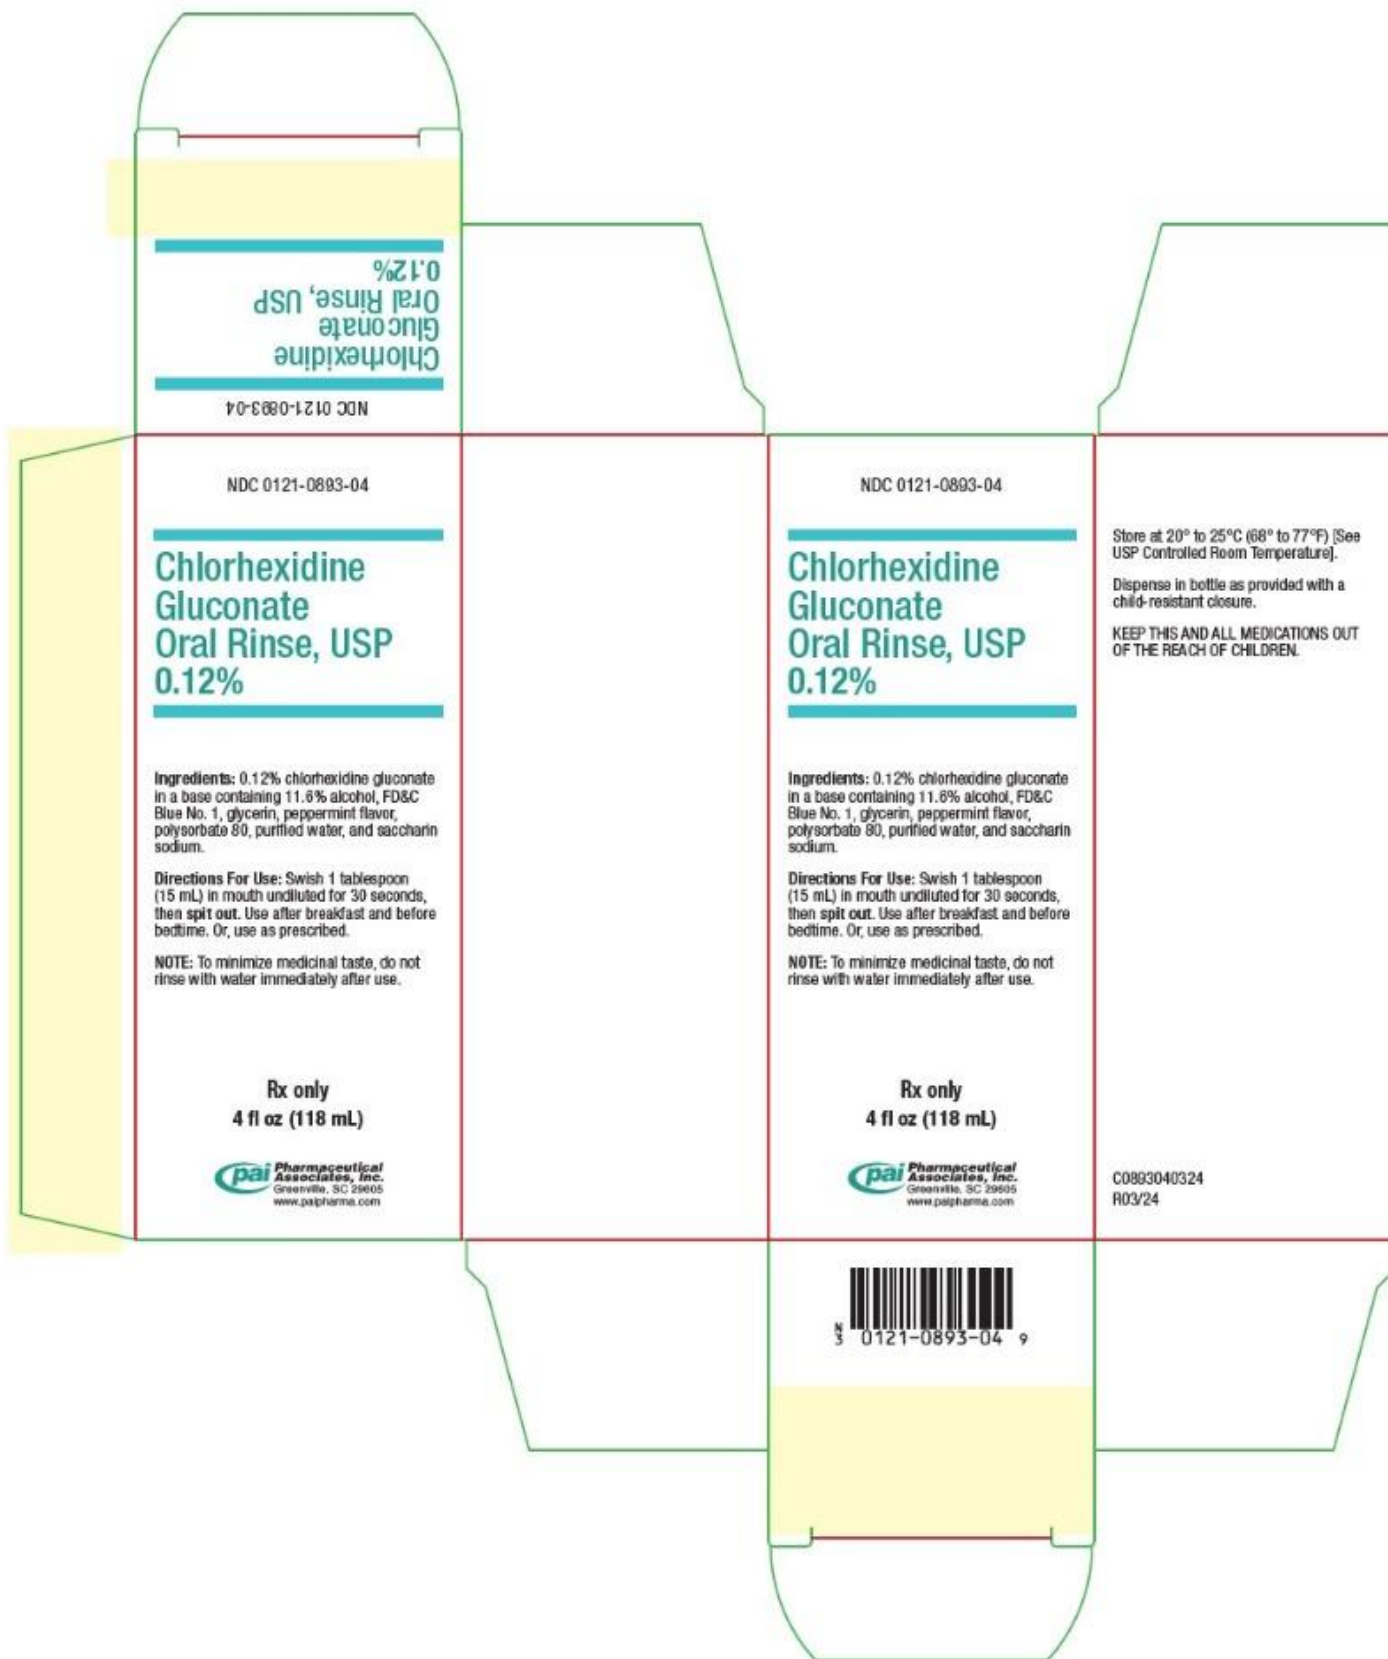 Chlorhexidine
Gluconate
Oral Rinse, USP
0.12%
NDC 0121-0893-04
NDC 0121-0893-04
Chlorhexidine
Gluconate
Oral Rinse, USP
0.12%
Ingredients: 0.12% chlorhexidine gluconate
in a base containing 11.6% alcohol, FD&C
Blue No. 1, glycerin, peppermint flavor,
polysorbate 80, purified water, and saccharin
sodium.
Directions For Use: Swish 1 tablespoon
(15 mL) in mouth undiluted for 30 seconds,
then spit out. Use after breakfast and before
bedtime. Or, use as prescribed.
NOTE: To minimize medicinal taste, do not
rinse with water immediately after use.
Rx only
4 fl oz (118 mL)
pai Pharmaceutical
Associates, Inc.
Greenville, SC 29605
www.paipharma.com
NDC 0121-0893-04
Chlorhexidine
Gluconate
Oral Rinse, USP
0.12%
Ingredients: 0.12% chlorhexidine gluconate
in a base containing 11.6% alcohol, FD&C
Blue No. 1, glycerin, peppermint flavor,
polysorbate 80, purified water, and saccharin
sodium.
Directions For Use: Swish 1 tablespoon
(15 mL) in mouth undiluted for 30 seconds,
then spit out. Use after breakfast and before
bedtime. Or, use as prescribed.
NOTE: To minimize medicinal taste, do not
rinse with water immediately after use.
Rx only
4 fl oz (118 mL)
pai Pharmaceutical
Associates, Inc.
Greenville, SC 29605
www.paipharma.com
N
3 0121-0893-04 9
Store at 20° to 25°C (68° to 77°F) [See
USP Controlled Room Temperature].
Dispense in bottle as provided with a
child-resistant closure.
KEEP THIS AND ALL MEDICATIONS OUT
OF THE REACH OF CHILDREN.
C0893040324
R03/24